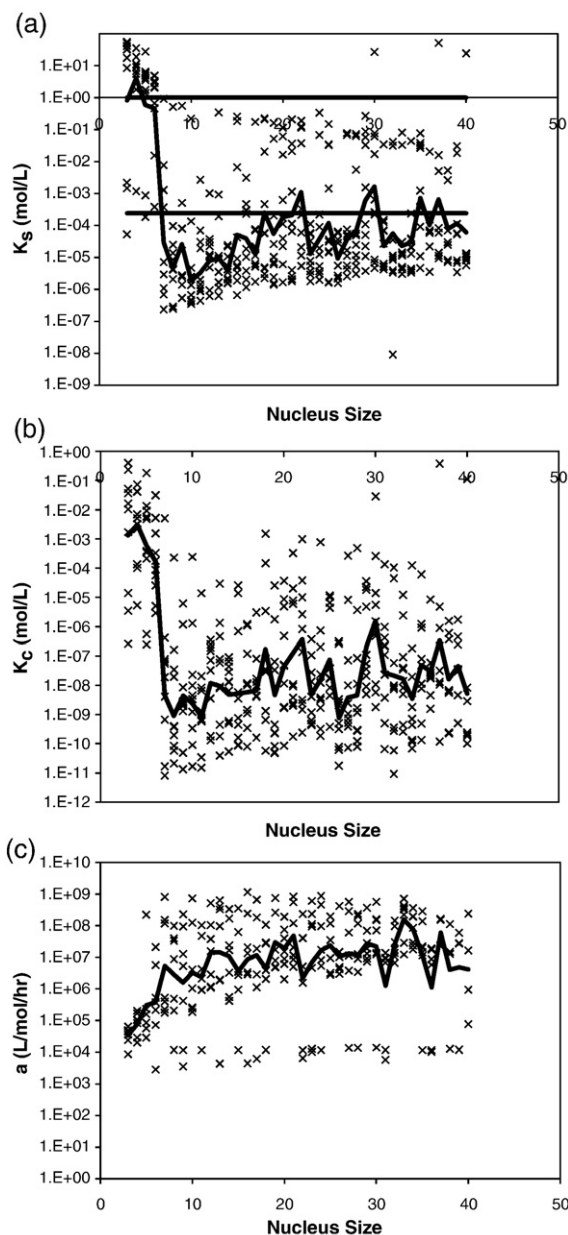 (a)
1.E+01
1.E+00
0 10 20 30 40 50
1.E-01
1.E-02
1.E-03
1.E-04
1.E-05
1.E-06
1.E-07
1.E-08
1.E-09
Ks (mol/L)
Nucleus Size
(b)
1.E+00
0 10 20 30 40 50
1.E-01
1.E-02
1.E-03
1.E-04
1.E-05
1.E-06
1.E-07
1.E-08
1.E-09
1.E-10
1.E-11
1.E-12
Kc (mol/L)
Nucleus Size
(c)
1.E+10
1.E+09
1.E+08
1.E+07
1.E+06
1.E+05
1.E+04
1.E+03
1.E+02
1.E+01
1.E+00
a (L/mol/hr)
0 10 20 30 40 50
Nucleus Size